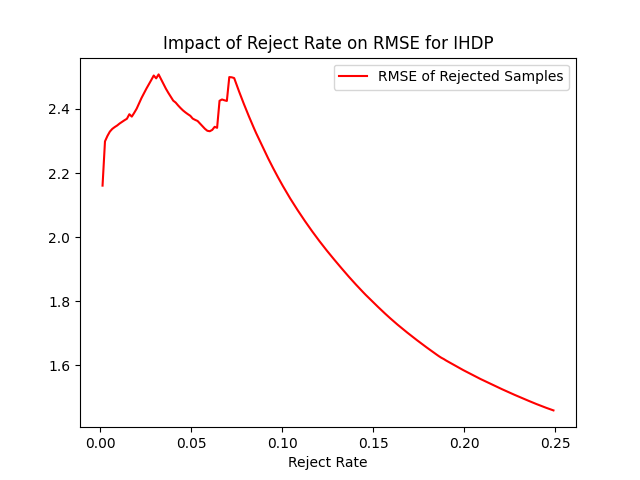 Impact of Reject Rate on RMSE for IHDP
RMSE of Rejected Samples
2.4
2.2
2.0
1.8
1.6
0.00 0.05 0.10 0.15 0.20 0.25
Reject Rate